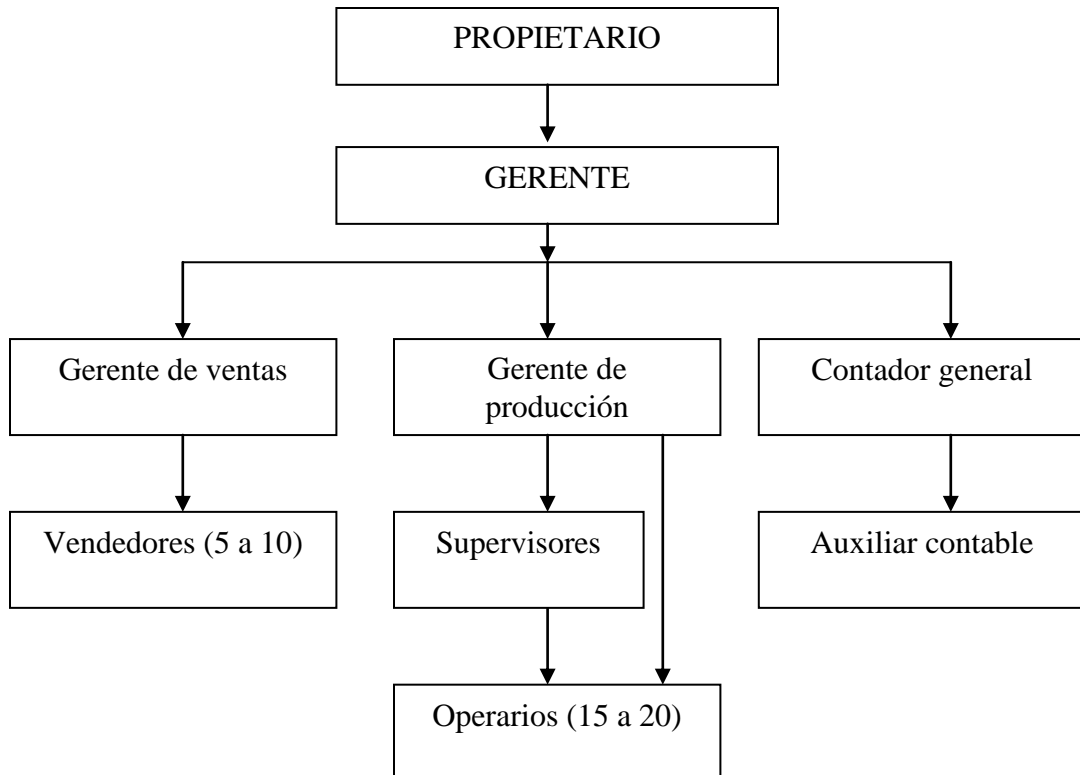 PROPIETARIO
GERENTE
Gerente de ventas
Gerente de
producción
Contador general
Vendedores (5 a 10)
Supervisores
Auxiliar contable
Operarios (15 a 20)